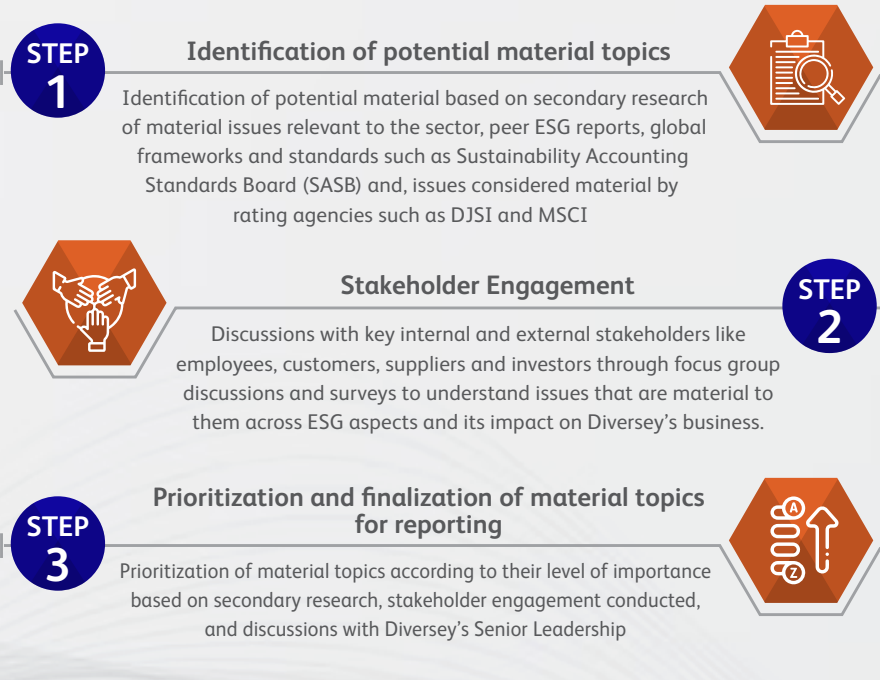 STEP
1
Identification of potential material topics
Identification of potential material based on secondary research
of material issues relevant to the sector, peer ESG reports, global
frameworks and standards such as Sustainability Accounting
Standards Board (SASB) and, issues considered material by
rating agencies such as DJSI and MSCI
STEP
2
Stakeholder Engagement
Discussions with key internal and external stakeholders like
employees, customers, suppliers and investors through focus group
discussions and surveys to understand issues that are material to
them across ESG aspects and its impact on Diversey’s business.
STEP
3
Prioritization and finalization of material topics
for reporting
Prioritization of material topics according to their level of importance
based on secondary research, stakeholder engagement conducted,
and discussions with Diversey’s Senior Leadership
A
Z